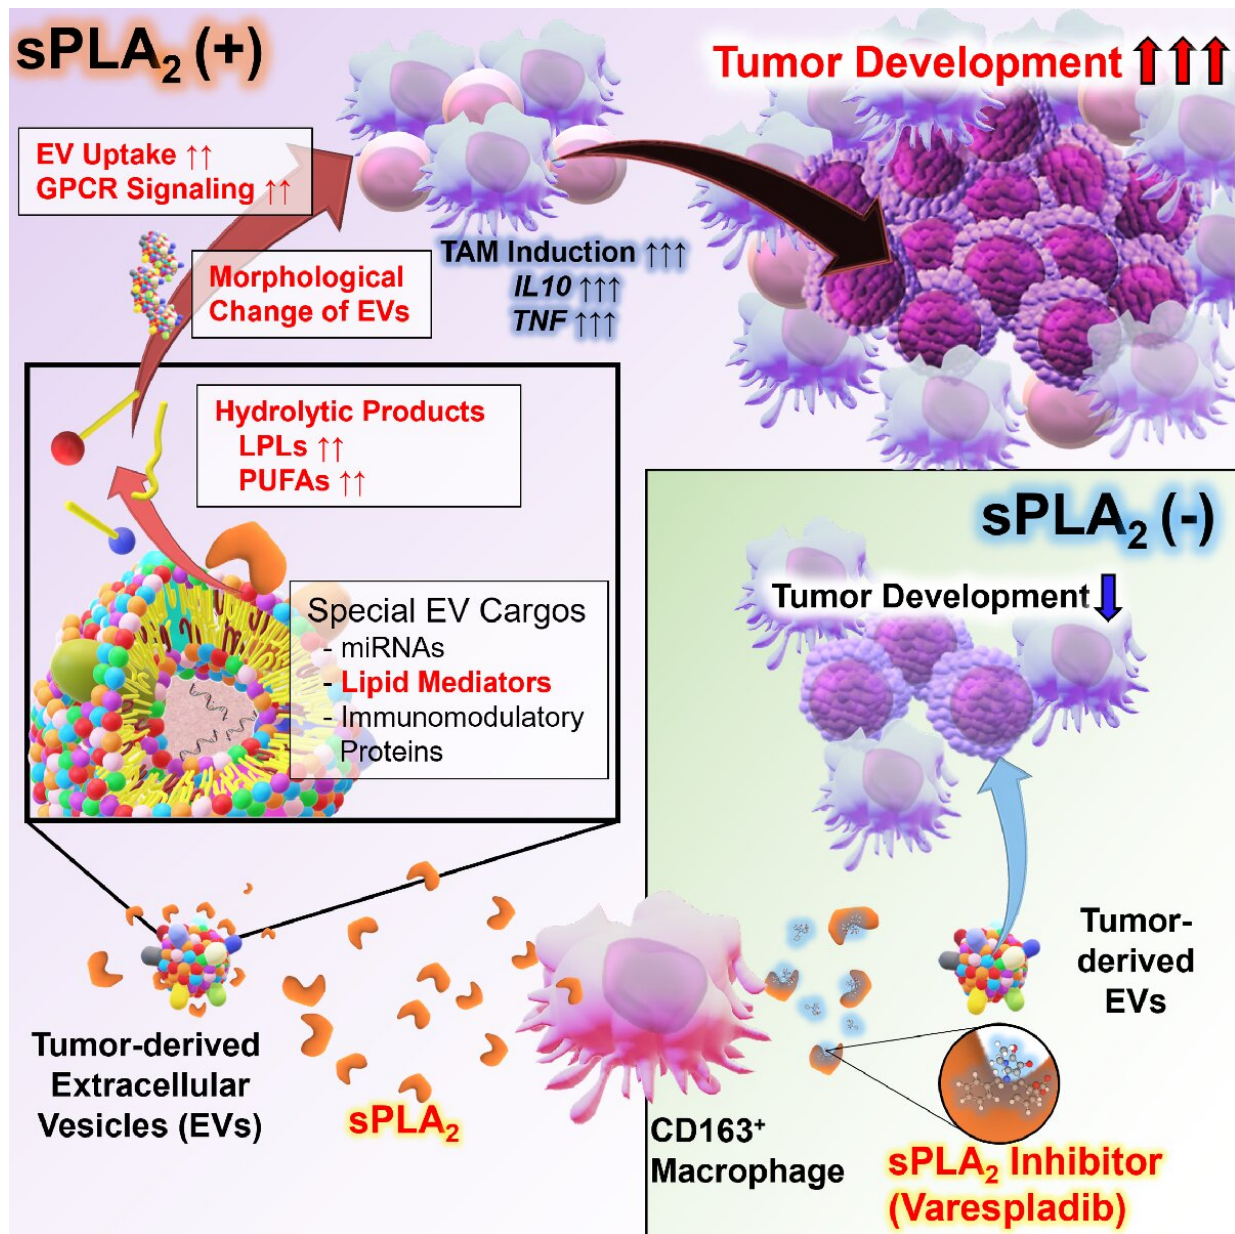 sPLA₂ (+)
Tumor Development ↑↑↑
EV Uptake ↑↑
GPCR Signaling ↑↑
Morphological
Change of EVs
TAM Induction ↑↑↑
IL10 ↑↑↑
TNF ↑↑↑
Hydrolytic Products
LPLs ↑↑
PUFAs ↑↑
Special EV Cargos
- miRNAs
- Lipid Mediators
- Immunomodulatory
Proteins
sPLA₂ (-)
Tumor Development ↓
Tumor-derived
Extracellular
Vesicles (EVs)
sPLA₂
CD163⁺
Macrophage
Tumor-
derived
EVs
sPLA₂ Inhibitor
(Varespladib)